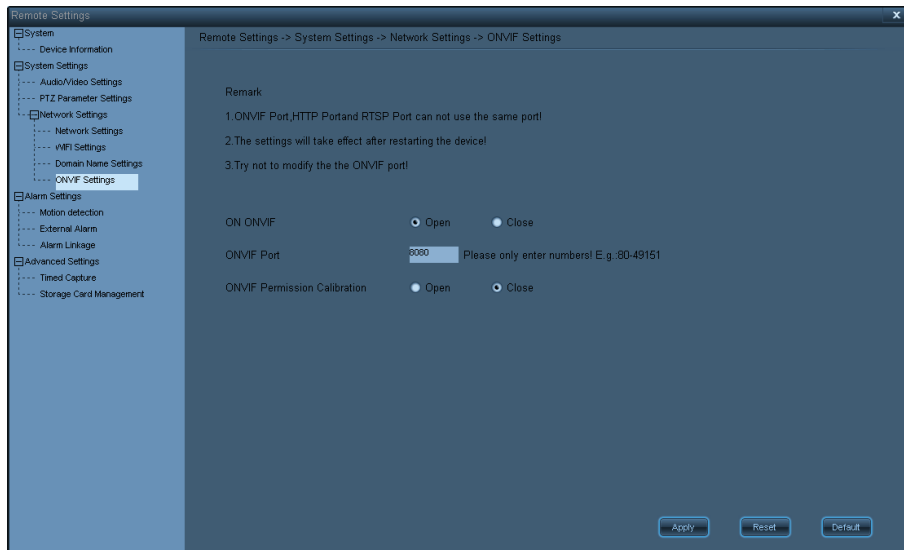 Remote Settings
X
System
Device Information
System Settings
Audio/Video Settings
PTZ Parameter Settings
Network Settings
Network Settings
WIFI Settings
Domain Name Settings
ONVIF Settings
Alarm Settings
Motion detection
External Alarm
Alarm Linkage
Advanced Settings
Timed Capture
Storage Card Management
Remote Settings -> System Settings -> Network Settings -> ONVIF Settings
Remark
1.ONVIF Port,HTTP Portand RTSP Port can not use the same port!
2.The settings will take effect after restarting the device!
3.Try not to modify the the ONVIF port!
ON ONVIF Open Close
ONVIF Port 8080 Please only enter numbers! E.g.:80-49151
ONVIF Permission Calibration Open Close
Apply Reset Default